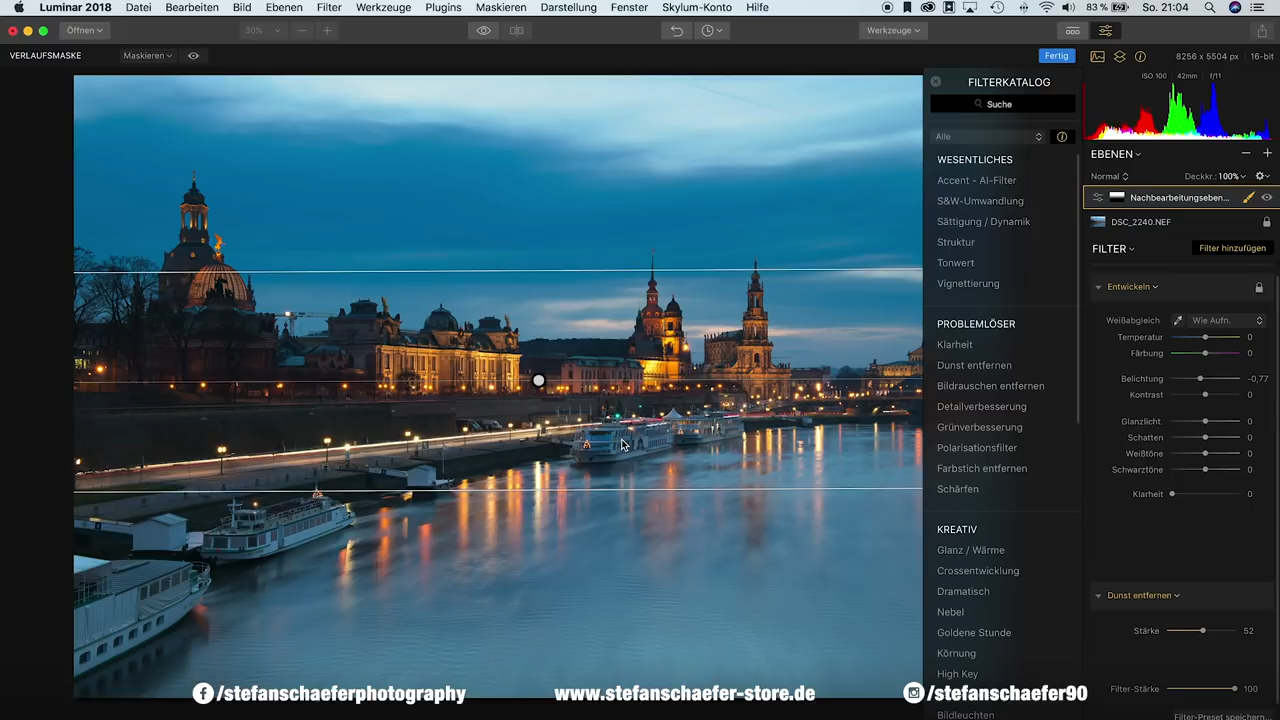 Luminar 2018 Datei Bearbeiten Bild Ebenen Filter Werkzeuge Plugins Maskieren Darstellung Fenster Skylum-Konto Hilfe 83 % So. 21:04
Öffnen 30% Werkzeuge
VERLAUFSMASKE Maskieren Fertig 8256 x 5504 px 16-bit
ISO 100 42mm f/11
FILTERKATALOG
Suche
Alle
WESENTLICHES
Accent - AI-Filter
S&W-Umwandlung
Sättigung / Dynamik
Struktur
Tonwert
Vignettierung
PROBLEMLÖSER
Klarheit
Dunst entfernen
Bildrauschen entfernen
Detailverbesserung
Grünverbesserung
Polarisationsfilter
Farbstich entfernen
Schärfen
KREATIV
Glanz / Wärme
Crossentwicklung
Dramatisch
Nebel
Goldene Stunde
Körnung
High Key
Bildleuchten
EBENEN
Normal Deckkr.: 100%
Nachbearbeitungseben...
DSC_2240.NEF
FILTER Filter hinzufügen
Entwickeln
Weißabgleich Wie Aufn.
Temperatur 0
Färbung 0
Belichtung -0,77
Kontrast 0
Glanzlicht. 0
Schatten 0
Weißtöne 0
Schwarztöne 0
Klarheit 0
Dunst entfernen
Stärke 52
Filter-Stärke 100
Filter-Preset speichern...
/stefanschaeferphotography www.stefanschaefer-store.de /stefanschaefer90